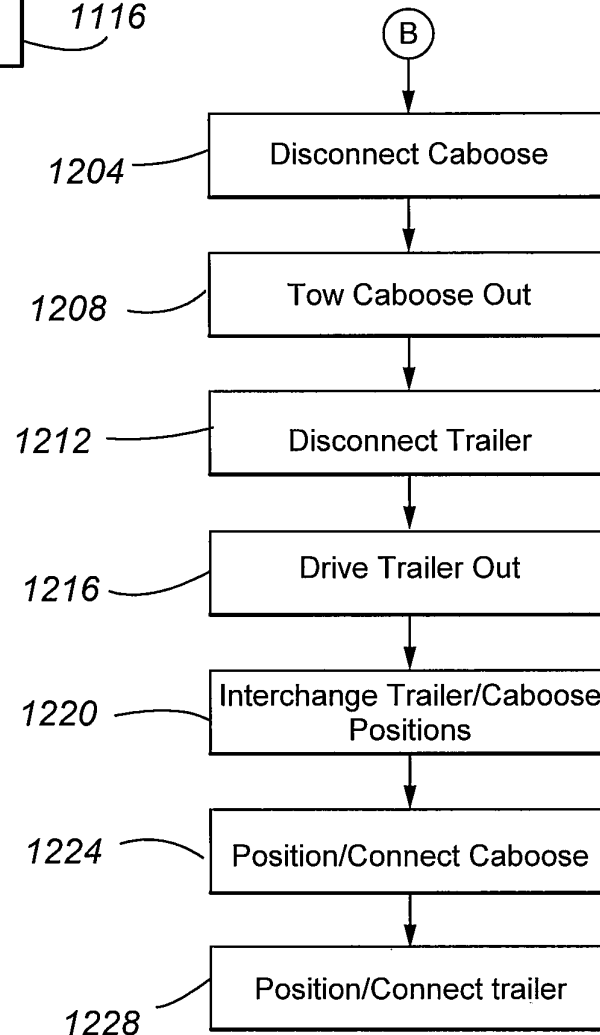 1116
B
1204
Disconnect Caboose
1208
Tow Caboose Out
1212
Disconnect Trailer
1216
Drive Trailer Out
1220
Interchange Trailer/Caboose
Positions
1224
Position/Connect Caboose
1228
Position/Connect trailer